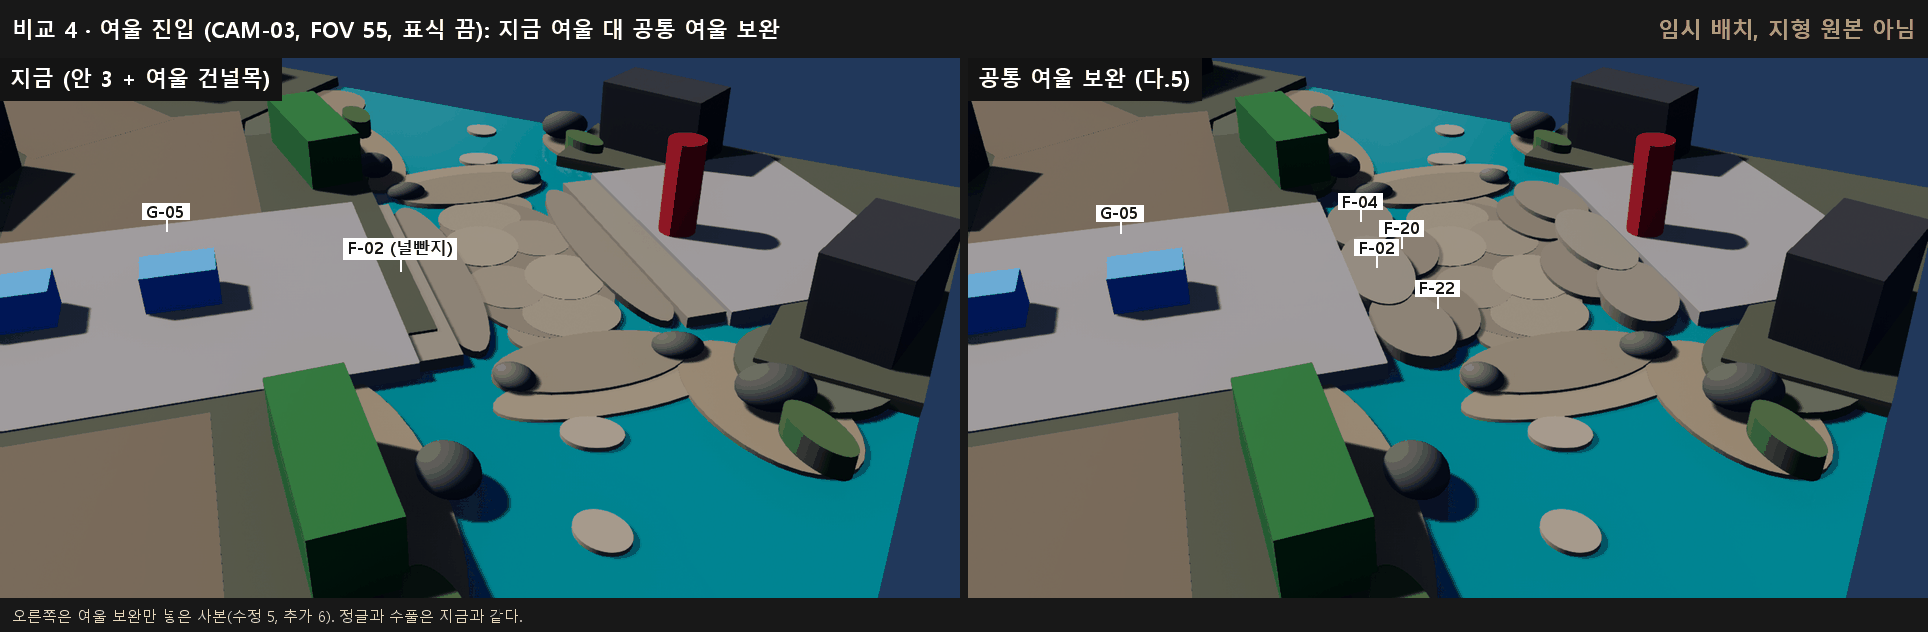 비교 4 · 여울 진입 (CAM-03, FOV 55, 표식 끔): 지금 여울 대 공통 여울 보완
임시 배치, 지형 원본 아님
지금 (안 3 + 여울 건널목)
공통 여울 보완 (다.5)
G-05
F-02 (널빤지)
G-05
F-04
F-20
F-02
F-22
오른쪽은 여울 보완만 놓은 사본(수정 5, 추가 6). 정글과 수풀은 지금과 같다.